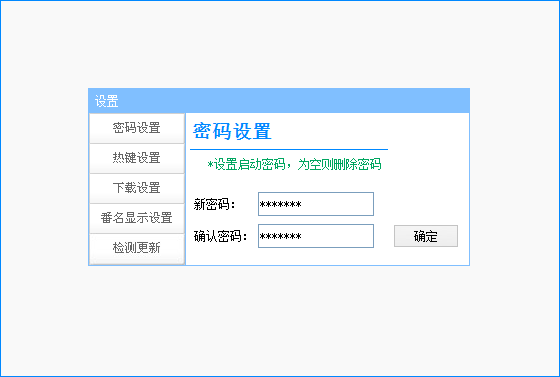 设置
密码设置
热键设置
下载设置
番名显示设置
检测更新
密码设置
*设置启动密码，为空则删除密码
新密码： *******
确认密码： ******* 确定